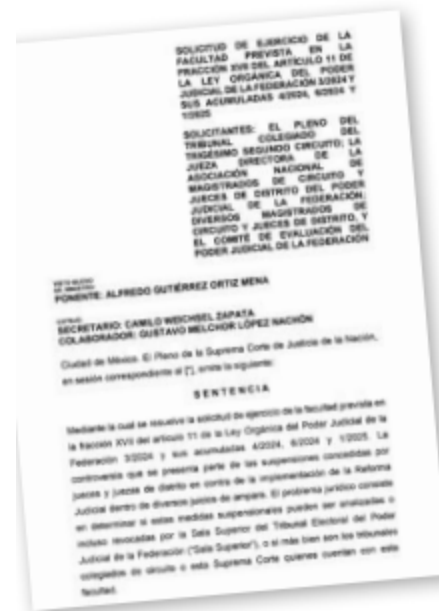 SOLICITUD DE EJERCICIO DE LA
FACULTAD PREVISTA EN LA
FRACCIÓN XVII DEL ARTÍCULO 11 DE
LA LEY ORGÁNICA DEL PODER
JUDICIAL DE LA FEDERACIÓN 3/2024 Y
SUS ACUMULADAS 4/2024, 6/2024 Y
1/2025
SOLICITANTES: EL PLENO DEL
TRIBUNAL COLEGIADO DEL
TRIGÉSIMO SEGUNDO CIRCUITO; LA
JUEZA DIRECTORA DE LA
ASOCIACIÓN NACIONAL DE
MAGISTRADOS DE CIRCUITO Y
JUECES DE DISTRITO DEL PODER
JUDICIAL DE LA FEDERACIÓN;
DIVERSOS MAGISTRADOS DE
CIRCUITO Y JUECES DE DISTRITO, Y
EL COMITÉ DE EVALUACIÓN DEL
PODER JUDICIAL DE LA FEDERACIÓN
PONENTE: ALFREDO GUTIÉRREZ ORTIZ MENA
SECRETARIO: CAMILO WEICHSEL ZAPATA
COLABORADOR: GUSTAVO MELCHOR LÓPEZ NACHÓN
Ciudad de México. El Pleno de la Suprema Corte de Justicia de la Nación,
en sesión correspondiente al [*], emite la siguiente:
SENTENCIA
Mediante la cual se resuelve la solicitud de ejercicio de la facultad prevista en
la fracción XVII del artículo 11 de la Ley Orgánica del Poder Judicial de la
Federación 3/2024 y sus acumuladas 4/2024, 6/2024 y 1/2025. La
controversia que se presenta parte de las suspensiones concedidas por
jueces y juezas de distrito en contra de la implementación de la Reforma
Judicial dentro de diversos juicios de amparo. El problema jurídico consiste
en determinar si estas medidas suspensionales pueden ser analizadas o
incluso revocadas por la Sala Superior del Tribunal Electoral del Poder
Judicial de la Federación ("Sala Superior"), o si más bien son los tribunales
colegiados de circuito o esta Suprema Corte quienes cuentan con esta
facultad.